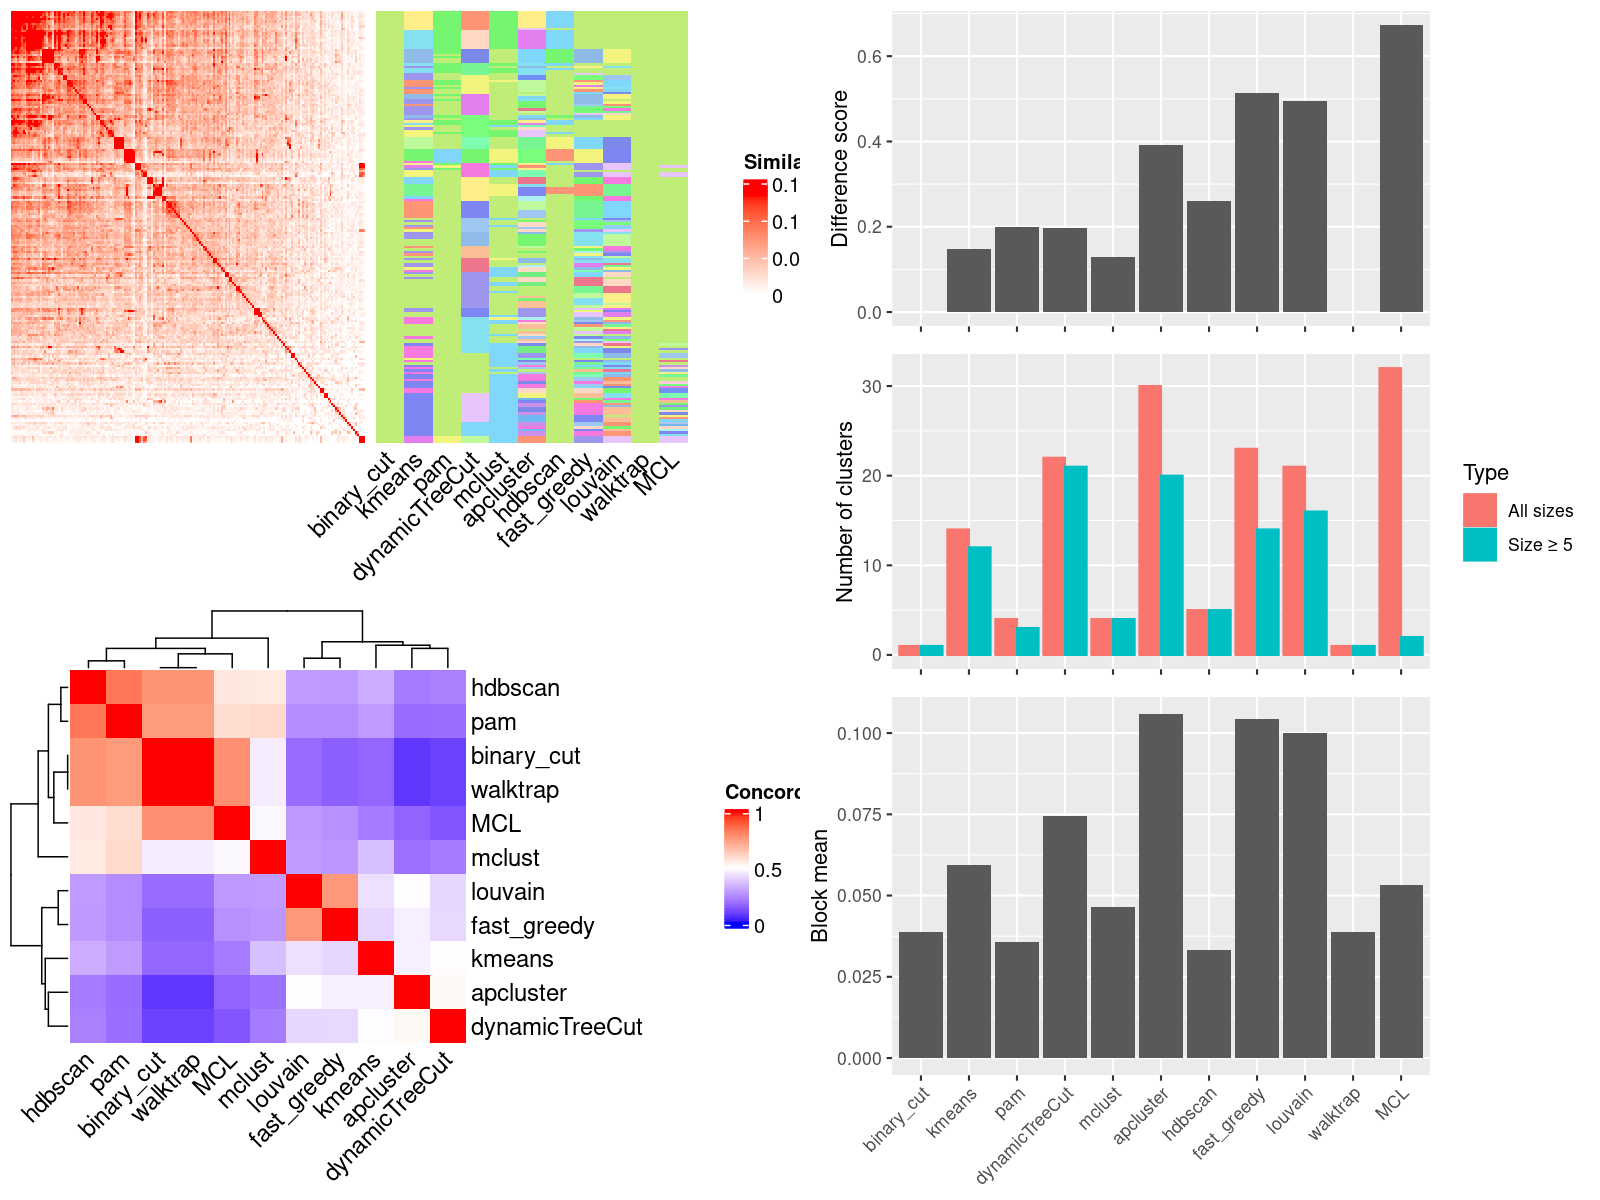 Simila
0.1
0.1
0.0
0
binary_cut
kmeans
pam
dynamicTreeCut
mclust
apcluster
hdbscan
fast_greedy
louvain
walktrap
MCL
hdbscan
pam
binary_cut
walktrap
MCL
mclust
louvain
fast_greedy
kmeans
apcluster
dynamicTreeCut
hdbscan
pam
binary_cut
walktrap
MCL
mclust
louvain
fast_greedy
kmeans
apcluster
dynamicTreeCut
Concord
1
0.5
0
Difference score
0.6
0.4
0.2
0.0
Number of clusters
30
20
10
0
Type
All sizes
Size ≥ 5
Block mean
0.100
0.075
0.050
0.025
0.000
binary_cut
kmeans
pam
dynamicTreeCut
mclust
apcluster
hdbscan
fast_greedy
louvain
walktrap
MCL